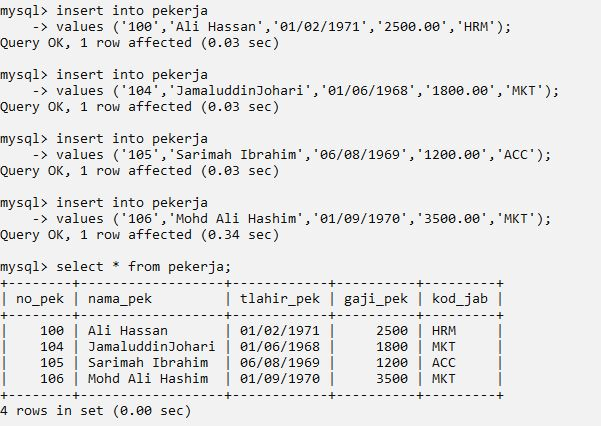 mysql> insert into pekerja
    -> values ('100','Ali Hassan','01/02/1971','2500.00','HRM');
Query OK, 1 row affected (0.03 sec)
mysql> insert into pekerja
    -> values ('104','JamaluddinJohari','01/06/1968','1800.00','MKT');
Query OK, 1 row affected (0.03 sec)
mysql> insert into pekerja
    -> values ('105','Sarimah Ibrahim','06/08/1969','1200.00','ACC');
Query OK, 1 row affected (0.03 sec)
mysql> insert into pekerja
    -> values ('106','Mohd Ali Hashim','01/09/1970','3500.00','MKT');
Query OK, 1 row affected (0.34 sec)
mysql> select * from pekerja;
+--------+------------------+------------+----------+---------+
| no_pek | nama_pek         | tlahir_pek | gaji_pek | kod_jab |
+--------+------------------+------------+----------+---------+
|    100 | Ali Hassan       | 01/02/1971 |     2500 | HRM     |
|    104 | JamaluddinJohari | 01/06/1968 |     1800 | MKT     |
|    105 | Sarimah Ibrahim  | 06/08/1969 |     1200 | ACC     |
|    106 | Mohd Ali Hashim  | 01/09/1970 |     3500 | MKT     |
+--------+------------------+------------+----------+---------+
4 rows in set (0.00 sec)